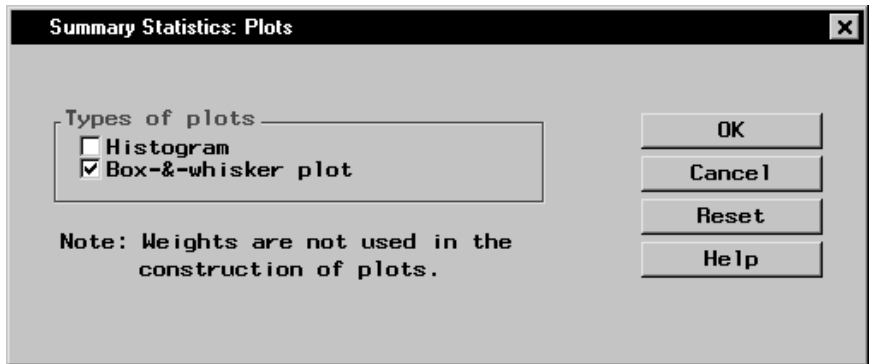 Summary Statistics: Plots
Types of plots
Histogram
Box-&-whisker plot
Note: Weights are not used in the
construction of plots.
OK
Cancel
Reset
Help